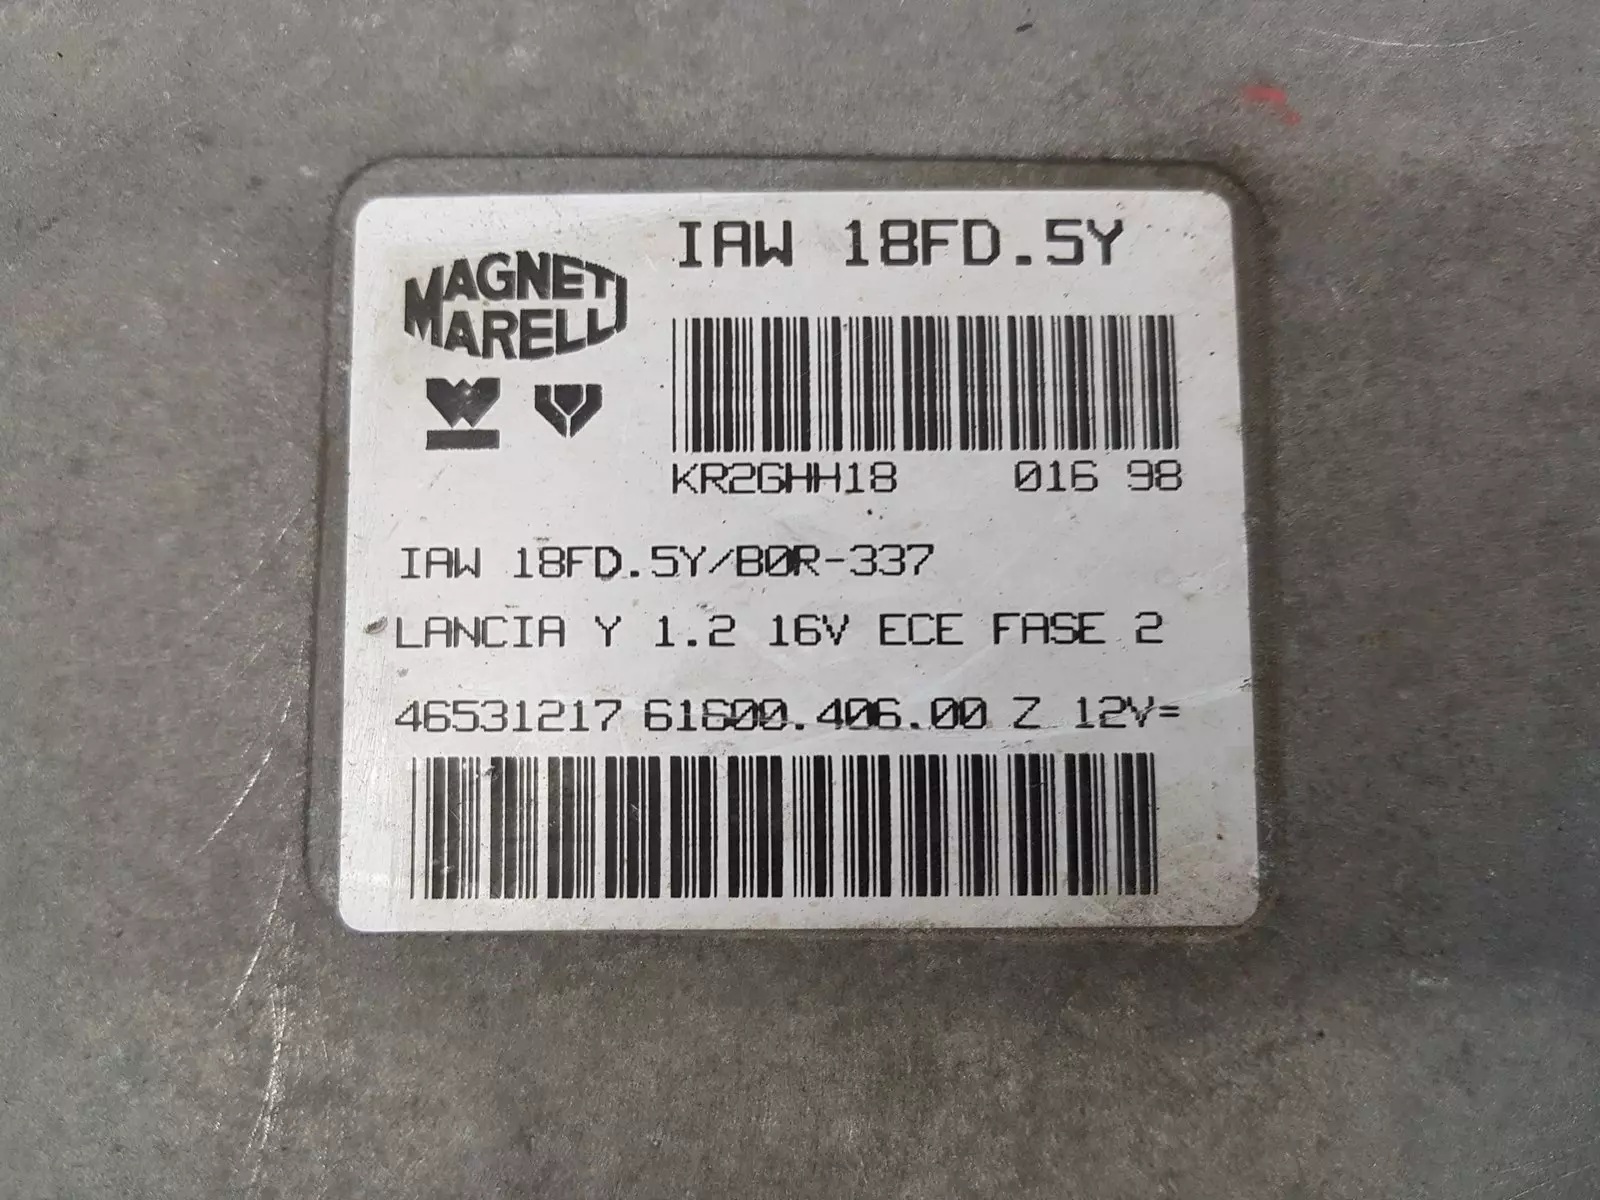 IAW 18FD.5Y
MAGNETI
MARELLI
KR2GHH18 016 98
IAW 18FD.5Y/B0R-337
LANCIA Y 1.2 16V ECE FASE 2
46531217 61600.406.00 Z 12V=